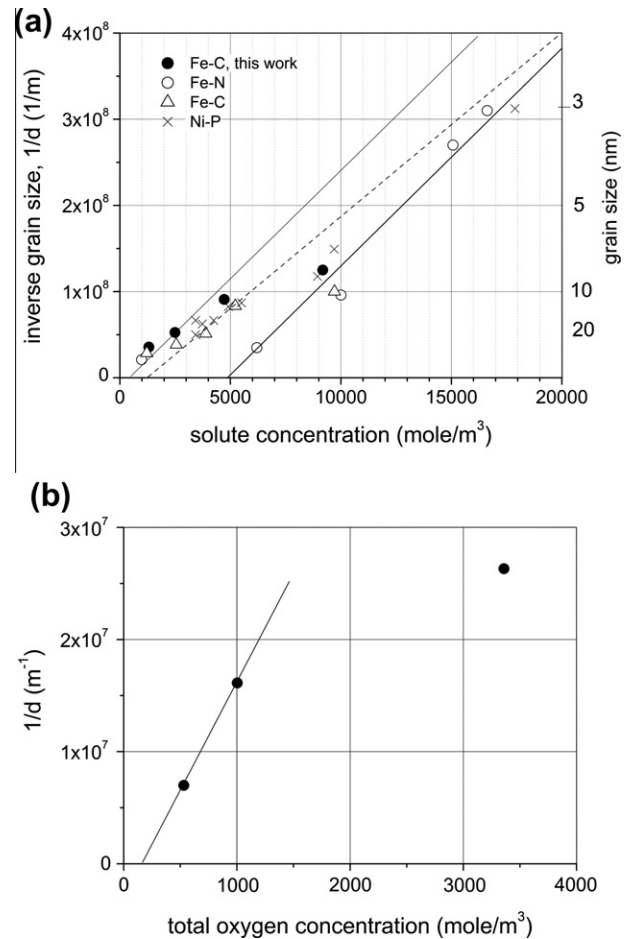 (a)
4x10⁸
3x10⁸
2x10⁸
1x10⁸
0
inverse grain size, 1/d (1/m)
Fe-C, this work
Fe-N
Fe-C
Ni-P
3
5
10
20
grain size (nm)
0 5000 10000 15000 20000
solute concentration (mole/m³)
(b)
3x10⁷
2x10⁷
1x10⁷
0
1/d (m⁻¹)
0 1000 2000 3000 4000
total oxygen concentration (mole/m³)